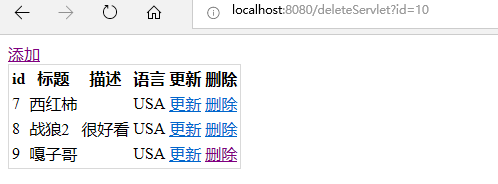 localhost:8080/deleteServlet?id=10
添加
id 标题 描述 语言 更新 删除
7 西红柿 USA 更新 删除
8 战狼2 很好看 USA 更新 删除
9 嘎子哥 USA 更新 删除